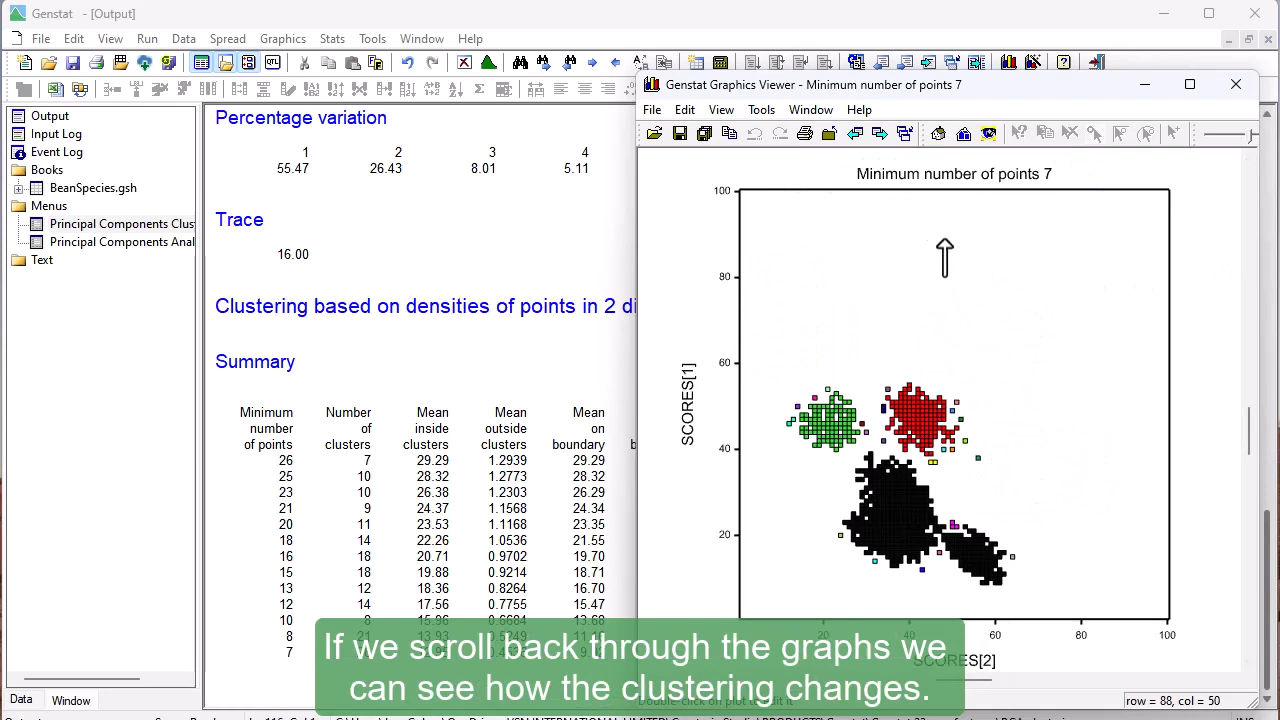 Genstat - [Output]
File Edit View Run Data Spread Graphics Stats Tools Window Help
Output
Input Log
Event Log
Books
BeanSpecies.gsh
Menus
Principal Components Clus
Principal Components Anal
Text
Data Window
Percentage variation
1 2 3 4
55.47 26.43 8.01 5.11
Trace
16.00
Clustering based on densities of points in 2 di
Summary
Minimum Number Mean Mean Mean
number of inside outside on
of points clusters clusters clusters boundary
26 7 29.29 1.2939 29.29
25 10 28.32 1.2773 28.32
23 10 26.38 1.2303 26.29
21 9 24.37 1.1568 24.34
20 11 23.53 1.1168 23.35
18 14 22.26 1.0536 21.55
16 18 20.71 0.9702 19.70
15 18 19.88 0.9214 18.71
13 12 18.36 0.8264 16.70
12 14 17.56 0.7755 15.47
10
8
7
Genstat Graphics Viewer - Minimum number of points 7
File Edit View Tools Window Help
Minimum number of points 7
100
80
60
40
20
SCORES[1]
20 40 60 80 100
SCORES[2]
row = 88, col = 50
If we scroll back through the graphs we
can see how the clustering changes.